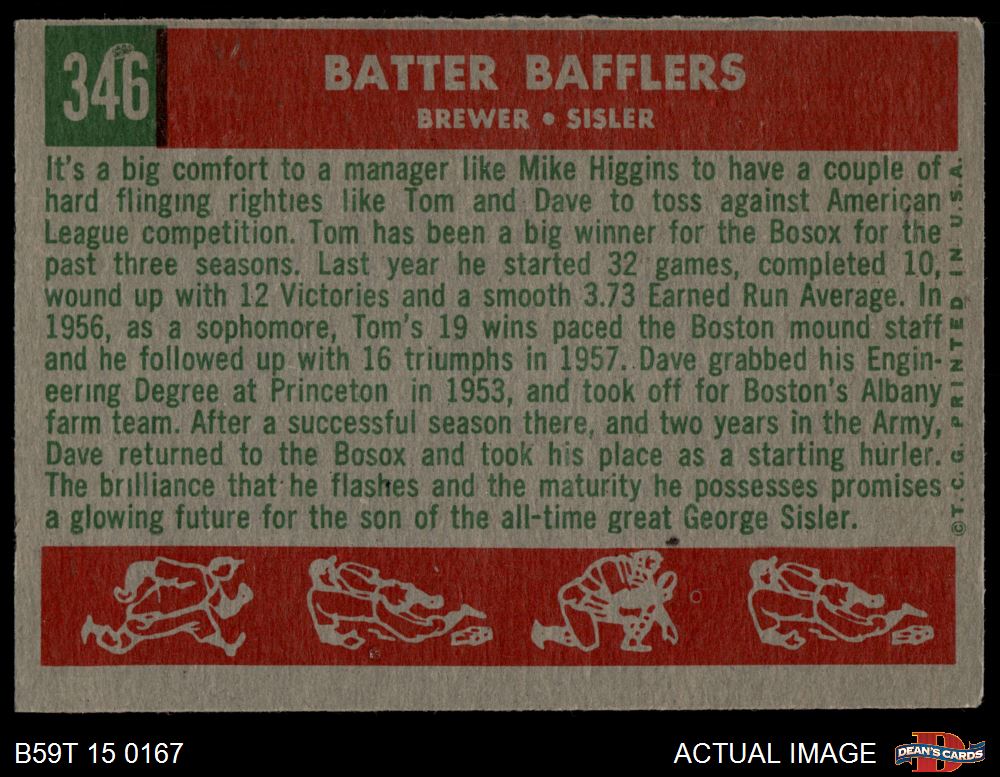 346
BATTER BAFFLERS
BREWER • SISLER
It's a big comfort to a manager like Mike Higgins to have a couple of
hard flinging righties like Tom and Dave to toss against American
League competition. Tom has been a big winner for the Bosox for the
past three seasons. Last year he started 32 games, completed 10,
wound up with 12 Victories and a smooth 3.73 Earned Run Average. In
1956, as a sophomore, Tom's 19 wins paced the Boston mound staff
and he followed up with 16 triumphs in 1957. Dave grabbed his Engin-
eering Degree at Princeton in 1953, and took off for Boston's Albany
farm team. After a successful season there, and two years in the Army,
Dave returned to the Bosox and took his place as a starting hurler.
The brilliance that he flashes and the maturity he possesses promises
a glowing future for the son of the all-time great George Sisler.
©T. C. G. PRINTED IN U.S.A.
B59T 15 0167
ACTUAL IMAGE
D
DEAN'S CARDS